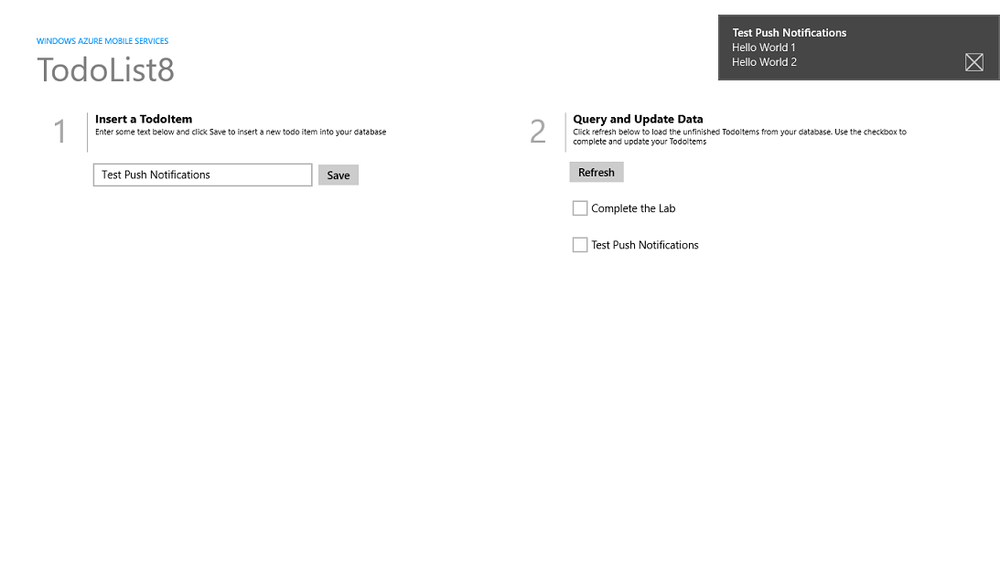 WINDOWS AZURE MOBILE SERVICES
TodoList8
Test Push Notifications
Hello World 1
Hello World 2
1
Insert a TodoItem
Enter some text below and click Save to insert a new todo item into your database
Test Push Notifications
Save
2
Query and Update Data
Click refresh below to load the unfinished TodoItems from your database. Use the checkbox to
complete and update your TodoItems
Refresh
Complete the Lab
Test Push Notifications